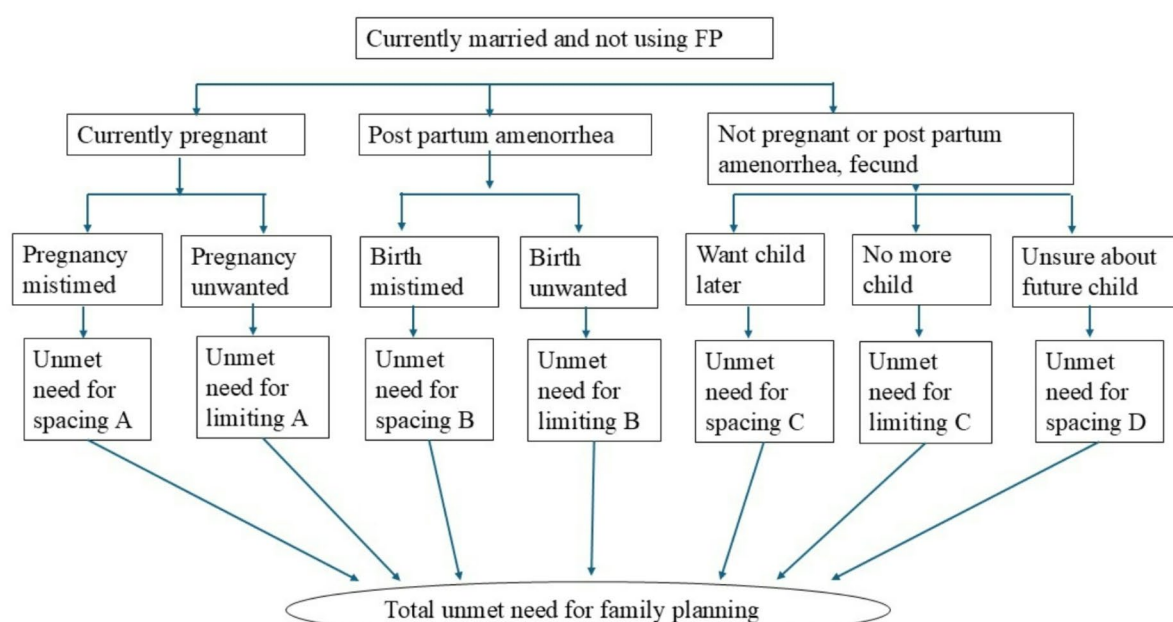 Currently married and not using FP
Currently pregnant
Post partum amenorrhea
Not pregnant or post partum
amenorrhea, fecund
Pregnancy
mistimed
Pregnancy
unwanted
Birth
mistimed
Birth
unwanted
Want child
later
No more
child
Unsure about
future child
Unmet
need for
spacing A
Unmet
need for
limiting A
Unmet
need for
spacing B
Unmet
need for
limiting B
Unmet
need for
spacing C
Unmet
need for
limiting C
Unmet
need for
spacing D
Total unmet need for family planning